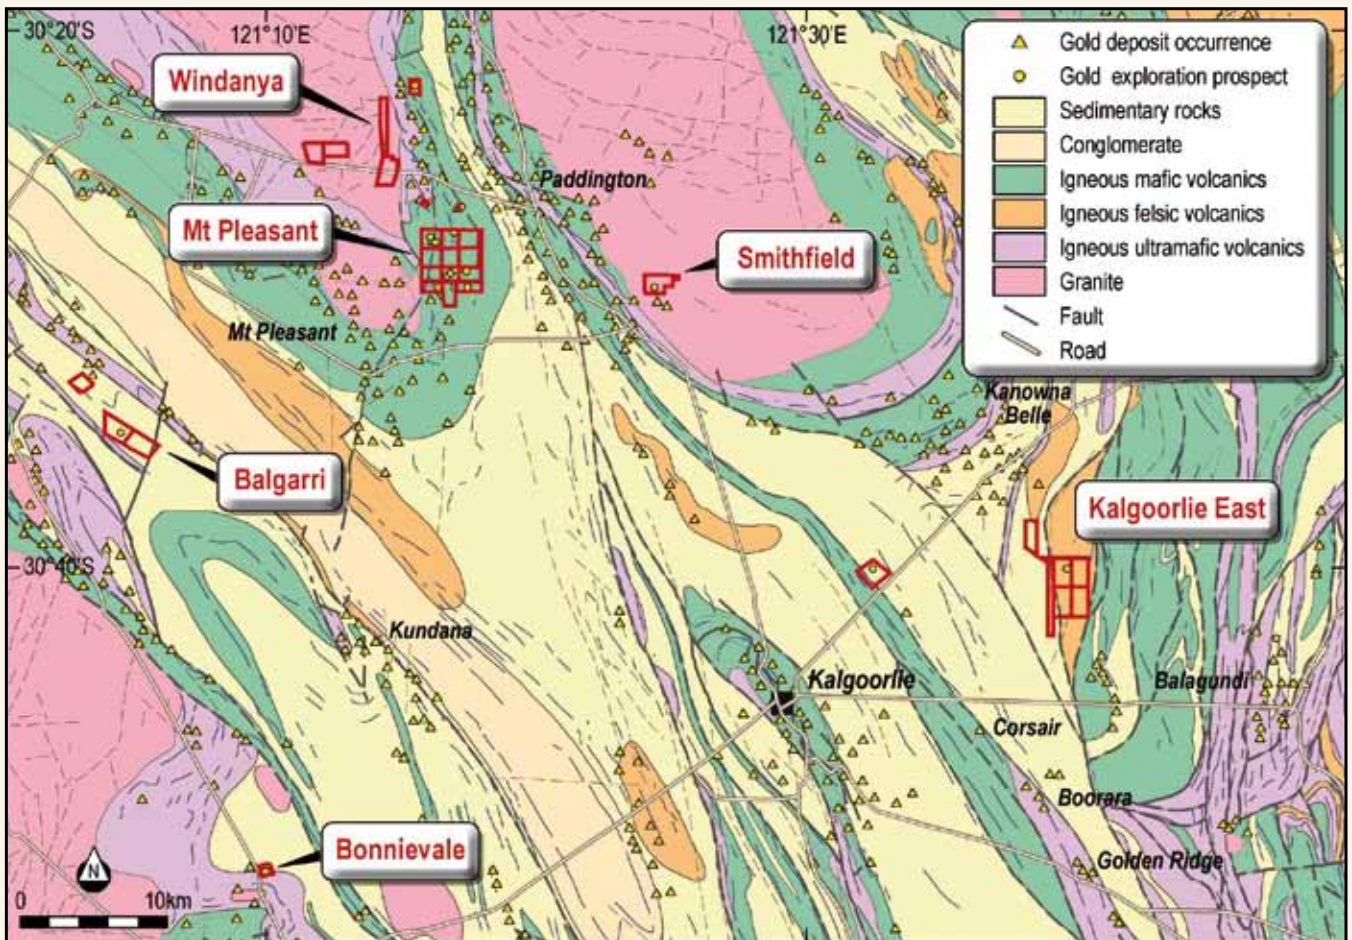 30°20'S
121°10'E
121°30'E
Gold deposit occurrence
Gold exploration prospect
Sedimentary rocks
Conglomerate
Igneous mafic volcanics
Igneous felsic volcanics
Igneous ultramafic volcanics
Granite
Fault
Road
Windanya
Paddington
Mt Pleasant
Smithfield
Mt Pleasant
Kanowna
Belle
Balgarri
Kalgoorlie East
30°40'S
Kundana
Kalgoorlie
Balagundi
Corsair
Boorara
Bonnievale
Golden Ridge
N
0 10km